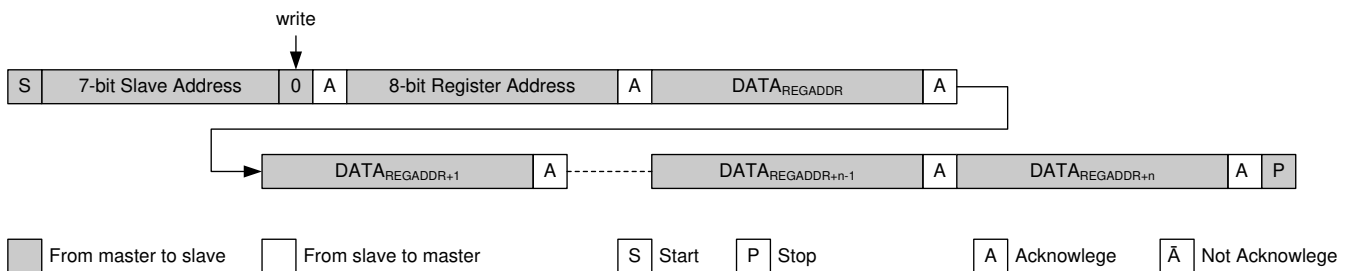 write
S 7-bit Slave Address 0 A 8-bit Register Address A DATAREGADDR A
DATAREGADDR+1 A DATAREGADDR+n-1 A DATAREGADDR+n A P
From master to slave From slave to master S Start P Stop A Acknowlege Ā Not Acknowlege